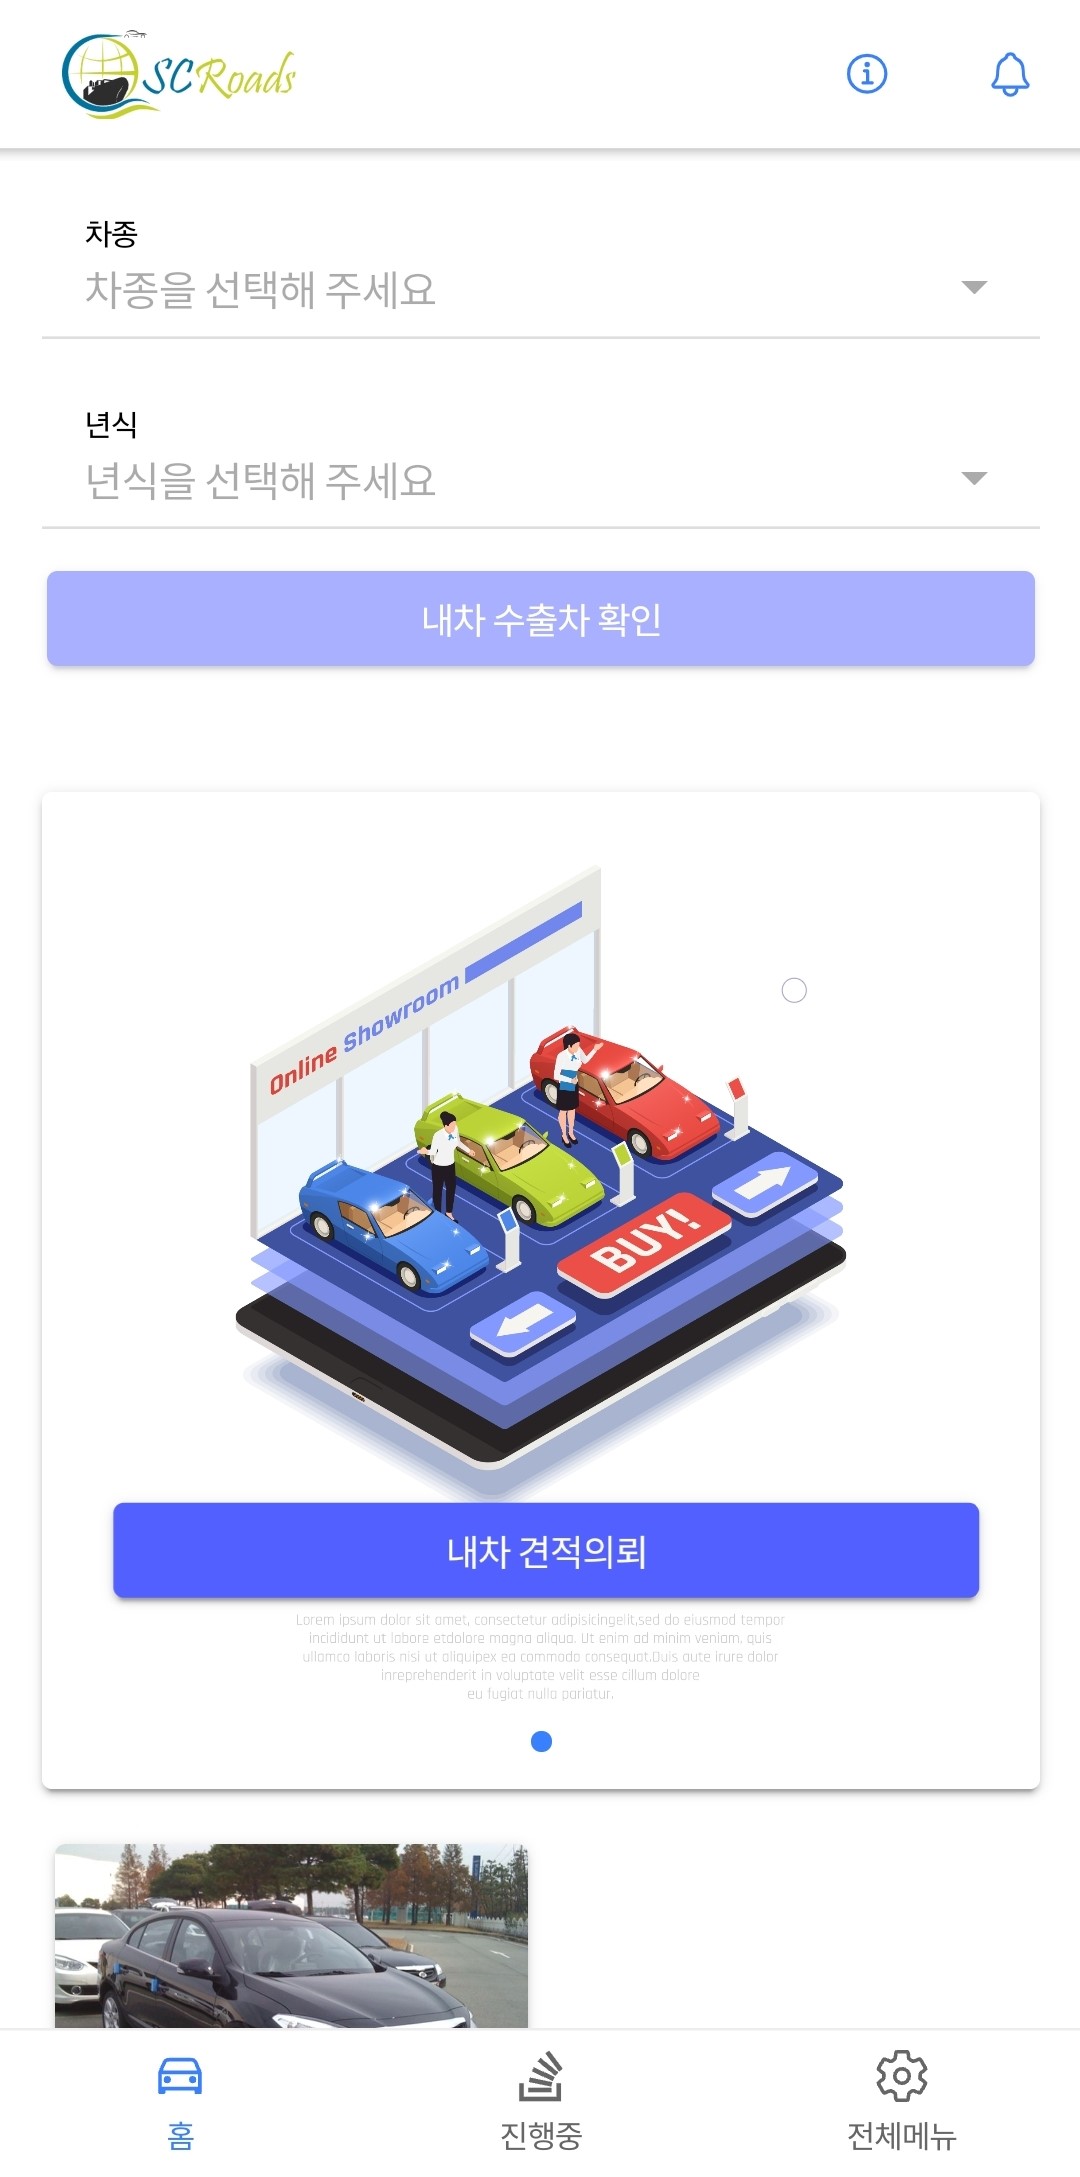 SCRoads
차종
차종을 선택해 주세요
년식
년식을 선택해 주세요
내차 수출차 확인
Online Showroom
BUY!
내차 견적의뢰
Lorem ipsum dolor sit amet, consectetur adipisicingelit,sed do eiusmod tempor
incididunt ut labore etdolore magna aliqua. Ut enim ad minim veniam, quis
ullamco laboris nisi ut aliquipex ea commodo consequat.Duis aute irure dolor
inreprehenderit in voluptate velit esse cillum dolore
eu fugiat nulla pariatur.
홈
진행중
전체메뉴